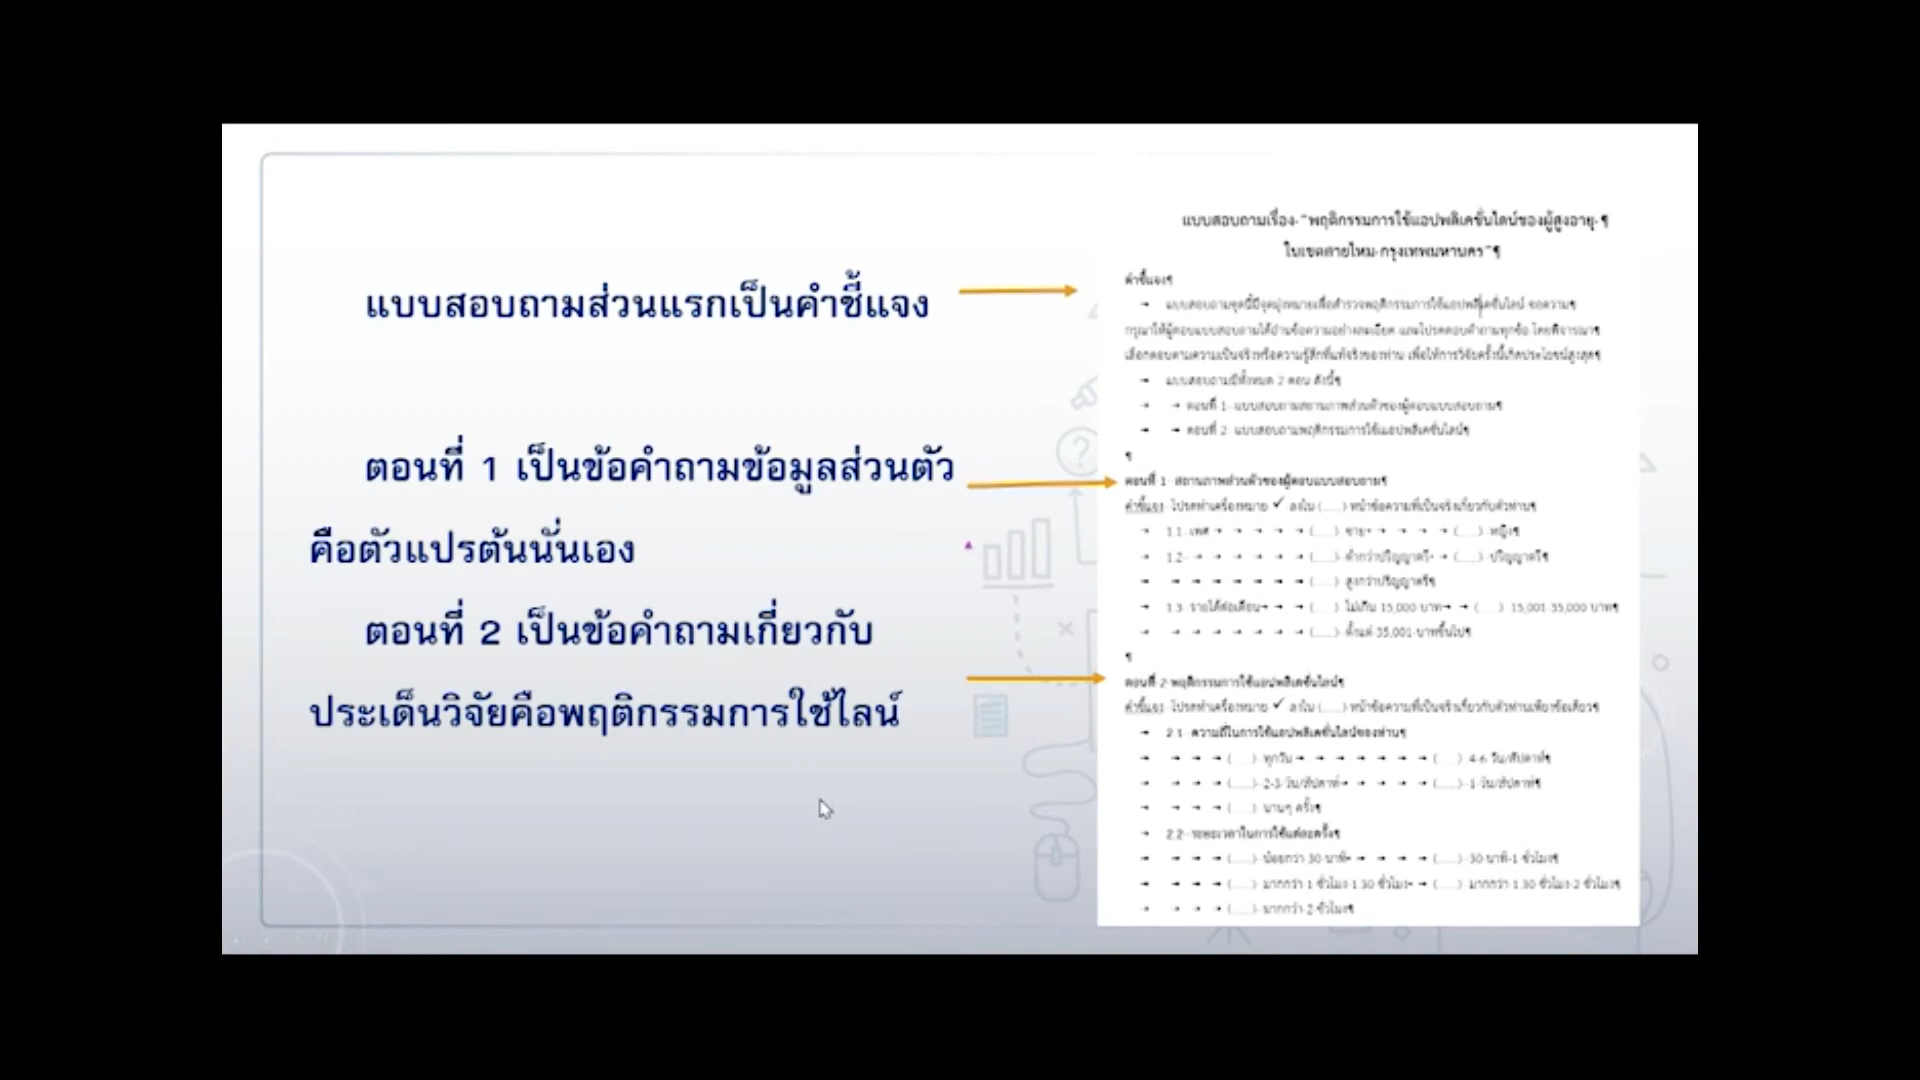 แบบสอบถามส่วนแรกเป็นคำชี้แจง
ตอนที่ 1 เป็นข้อคำถามข้อมูลส่วนตัว
คือตัวแปรต้นนั่นเอง
ตอนที่ 2 เป็นข้อคำถามเกี่ยวกับ
ประเด็นวิจัยคือพฤติกรรมการใช้ไลน์
แบบสอบถามเรื่อง "พฤติกรรมการใช้แอปพลิเคชั่นไลน์ของผู้สูงอายุ
ในเขตสายไหม กรุงเทพมหานคร"
คำชี้แจง
แบบสอบถามชุดนี้มีจุดมุ่งหมายเพื่อสำรวจพฤติกรรมการใช้แอปพลิเคชั่นไลน์ ขอความ
กรุณาให้ผู้ตอบแบบสอบถามได้อ่านข้อความอย่างละเอียด และโปรดตอบคำถามทุกข้อ โดยพิจารณา
เลือกตอบตามความเป็นจริงหรือความรู้สึกที่แท้จริงของท่าน เพื่อให้การวิจัยครั้งนี้เกิดประโยชน์สูงสุด
แบบสอบถามมีทั้งหมด 2 ตอน ดังนี้
ตอนที่ 1 แบบสอบถามสถานภาพส่วนตัวของผู้ตอบแบบสอบถาม
ตอนที่ 2 แบบสอบถามพฤติกรรมการใช้แอปพลิเคชั่นไลน์
ตอนที่ 1 สถานภาพส่วนตัวของผู้ตอบแบบสอบถาม
คำชี้แจง โปรดทำเครื่องหมาย ✓ ลงใน (......) หน้าข้อความที่เป็นจริงเกี่ยวกับตัวท่าน
1.1 เพศ (......) ชาย (......) หญิง
1.2 (......) ต่ำกว่าปริญญาตรี (......) ปริญญาตรี
(......) สูงกว่าปริญญาตรี
1.3 รายได้ต่อเดือน (......) ไม่เกิน 15,000 บาท (......) 15,001-35,000 บาท
(......) ตั้งแต่ 35,001 บาทขึ้นไป
ตอนที่ 2 พฤติกรรมการใช้แอปพลิเคชั่นไลน์
คำชี้แจง โปรดทำเครื่องหมาย ✓ ลงใน (......) หน้าข้อความที่เป็นจริงเกี่ยวกับตัวท่านเพียงข้อเดียว
2.1 ความถี่ในการใช้แอปพลิเคชั่นไลน์ของท่าน
(......) ทุกวัน (......) 4-6 วัน/สัปดาห์
(......) 2-3 วัน/สัปดาห์ (......) 1 วัน/สัปดาห์
(......) นานๆ ครั้ง
2.2 ระยะเวลาในการใช้แต่ละครั้ง
(......) น้อยกว่า 30 นาที (......) 30 นาที-1 ชั่วโมง
(......) มากกว่า 1 ชั่วโมง-1.30 ชั่วโมง (......) มากกว่า 1.30 ชั่วโมง-2 ชั่วโมง
(......) มากกว่า 2 ชั่วโมง